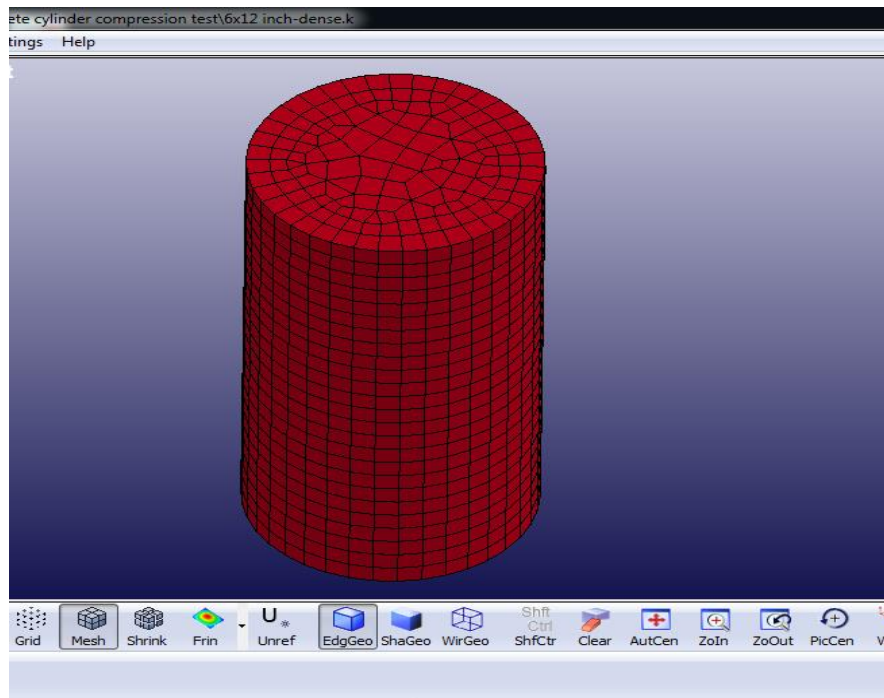 ete cylinder compression test\6x12 inch-dense.k
tings Help
U
Shft
Ctrl
Grid Mesh Shrink Frin Unref EdgGeo ShaGeo WirGeo ShfCtr Clear AutCen ZoIn ZoOut PicCen